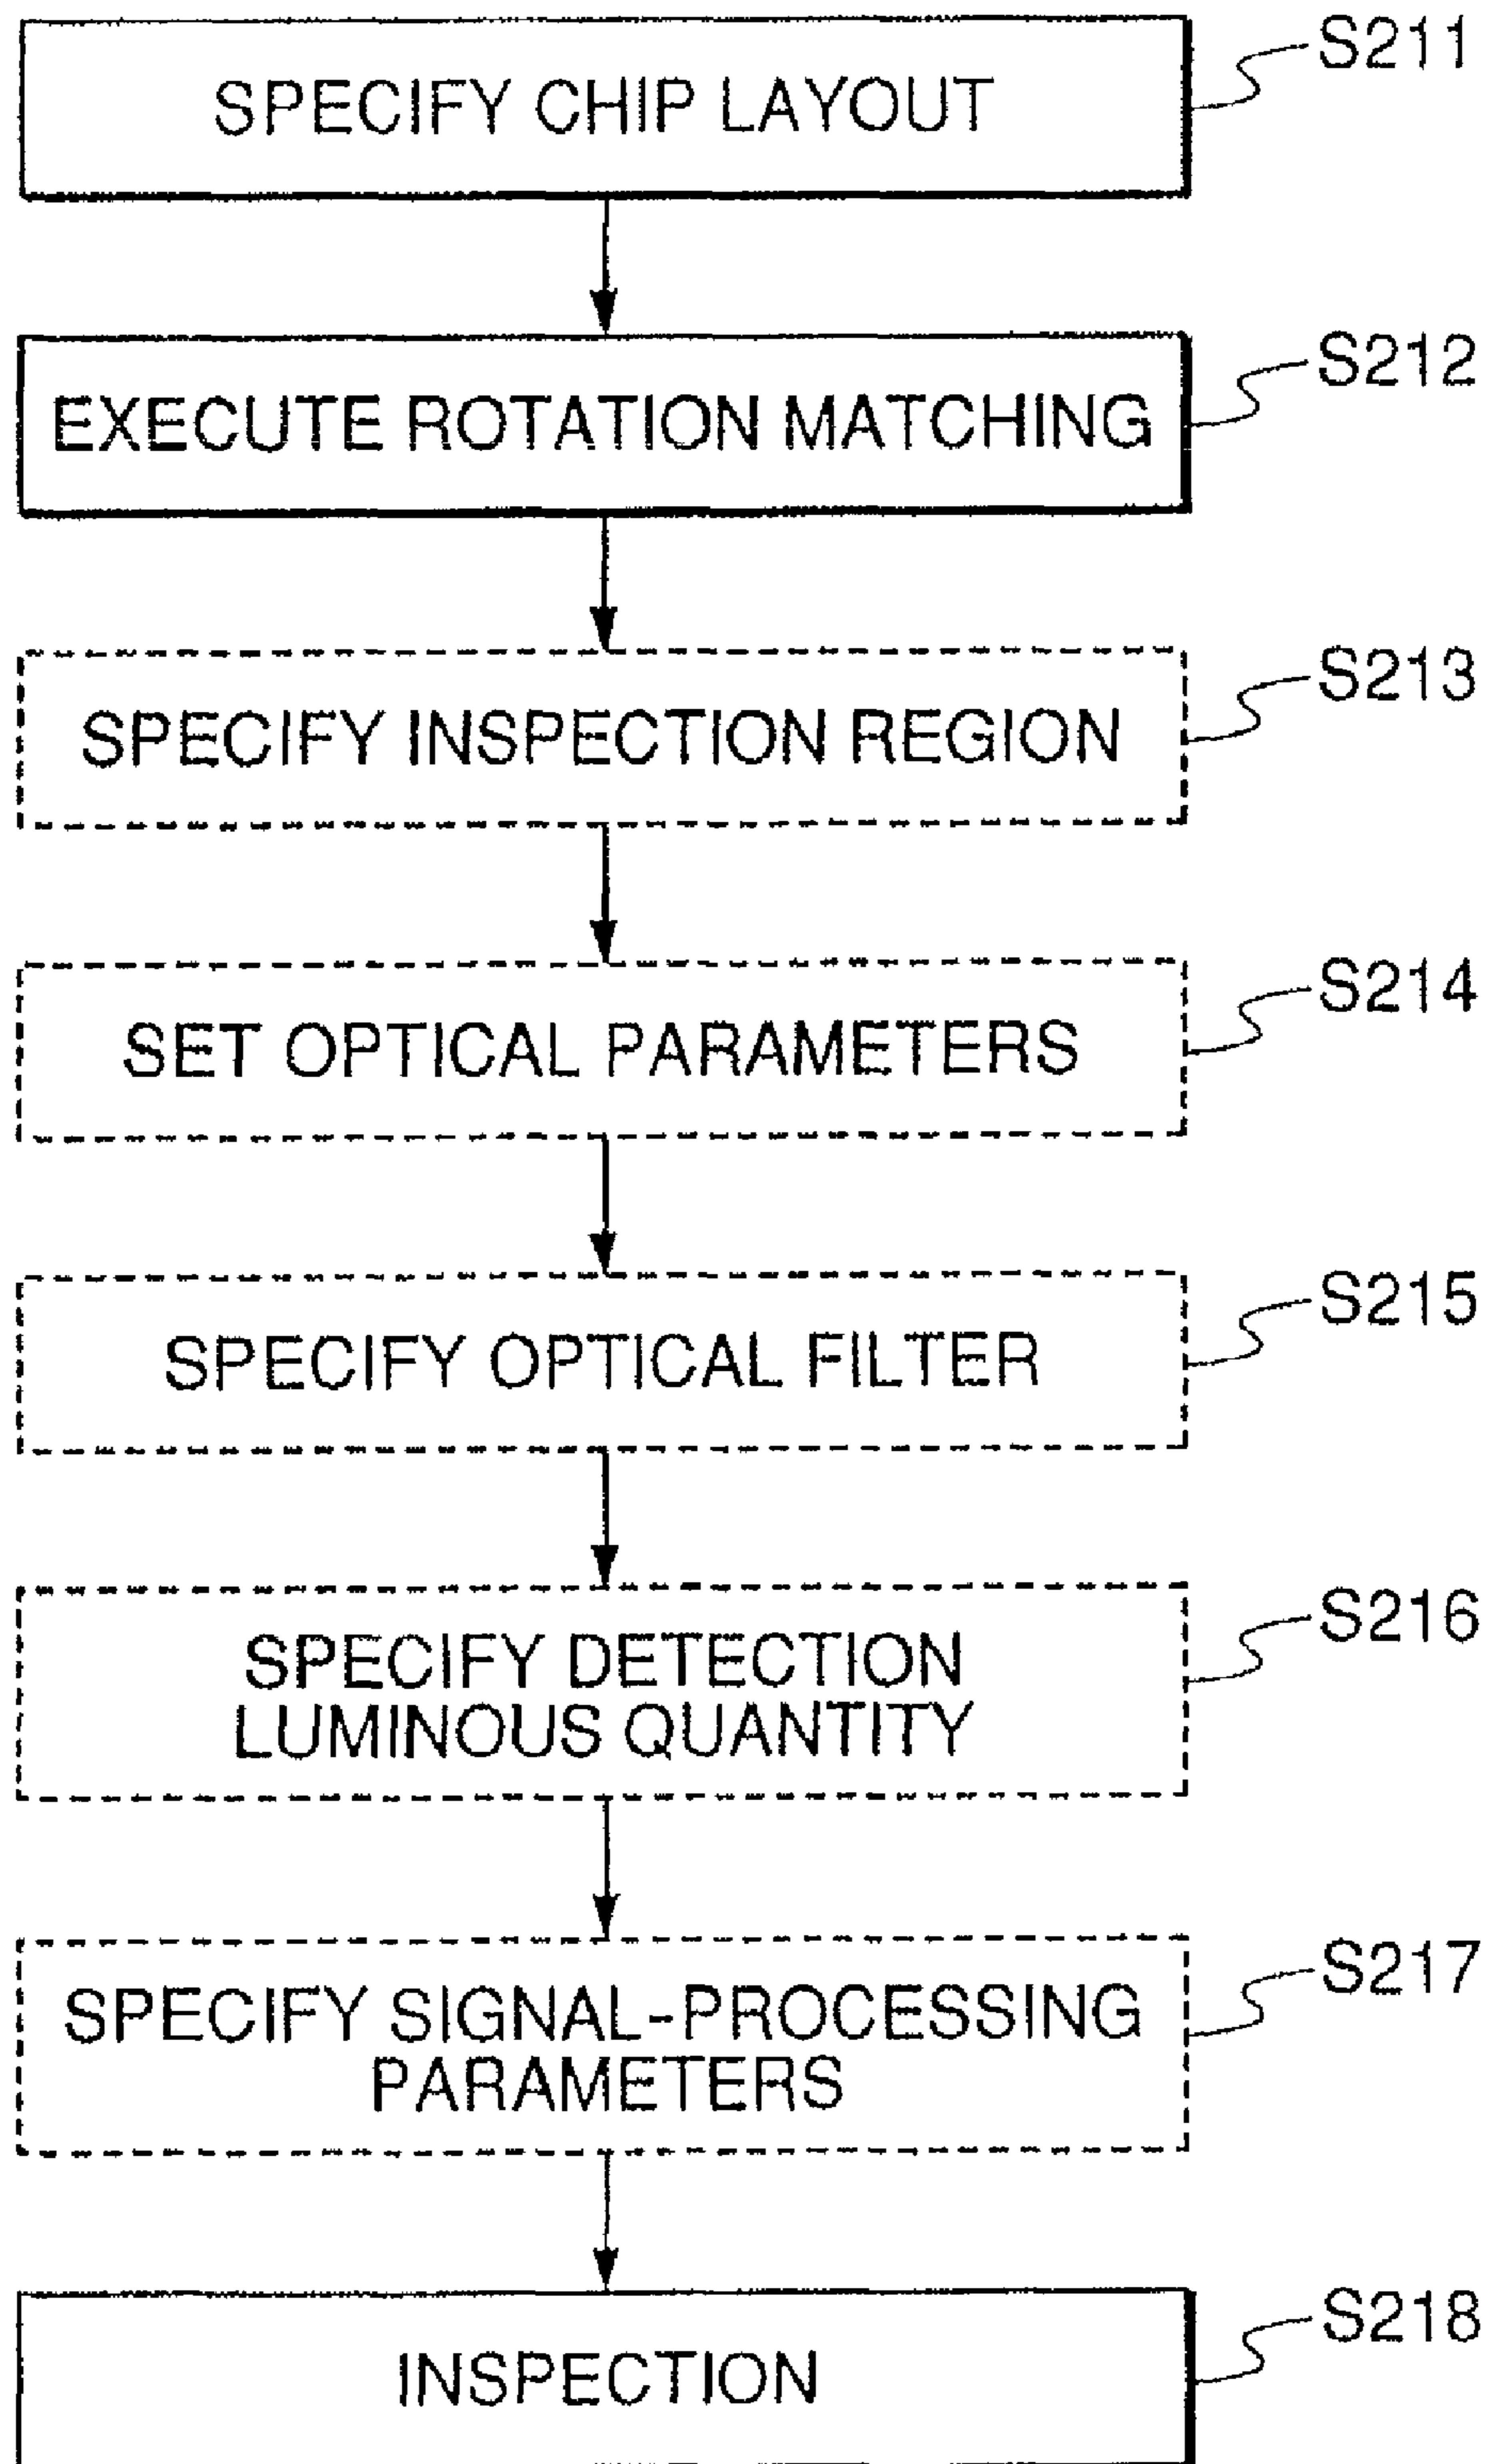 SPECIFY CHIP LAYOUT
S211
EXECUTE ROTATION MATCHING
S212
SPECIFY INSPECTION REGION
S213
SET OPTICAL PARAMETERS
S214
SPECIFY OPTICAL FILTER
S215
SPECIFY DETECTION
LUMINOUS QUANTITY
S216
SPECIFY SIGNAL-PROCESSING
PARAMETERS
S217
INSPECTION
S218